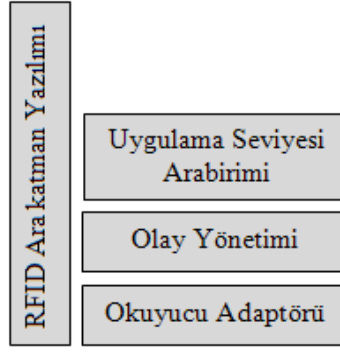 RFID Ara katman Yazılımı
Uygulama Seviyesi
Arabirimi
Olay Yönetimi
Okuyucu Adaptörü